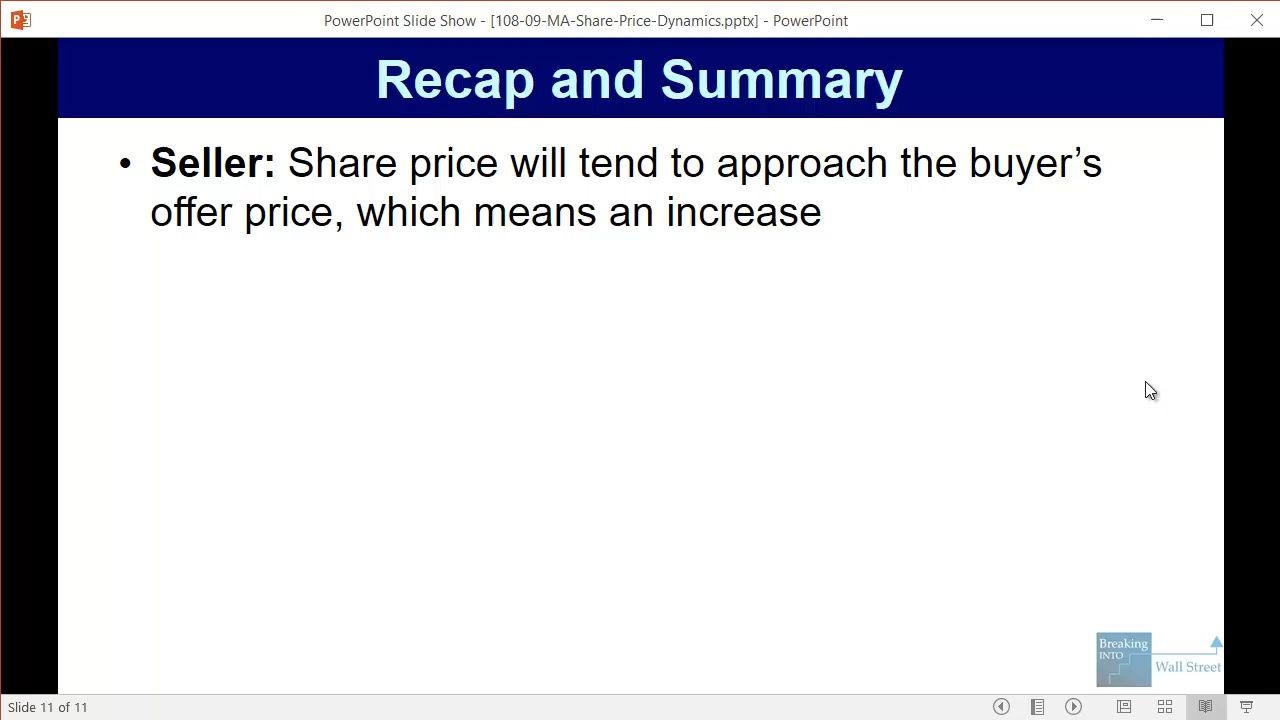 PowerPoint Slide Show - [108-09-MA-Share-Price-Dynamics.pptx] - PowerPoint
Recap and Summary
• Seller: Share price will tend to approach the buyer’s
offer price, which means an increase
Breaking
INTO
Wall Street
Slide 11 of 11